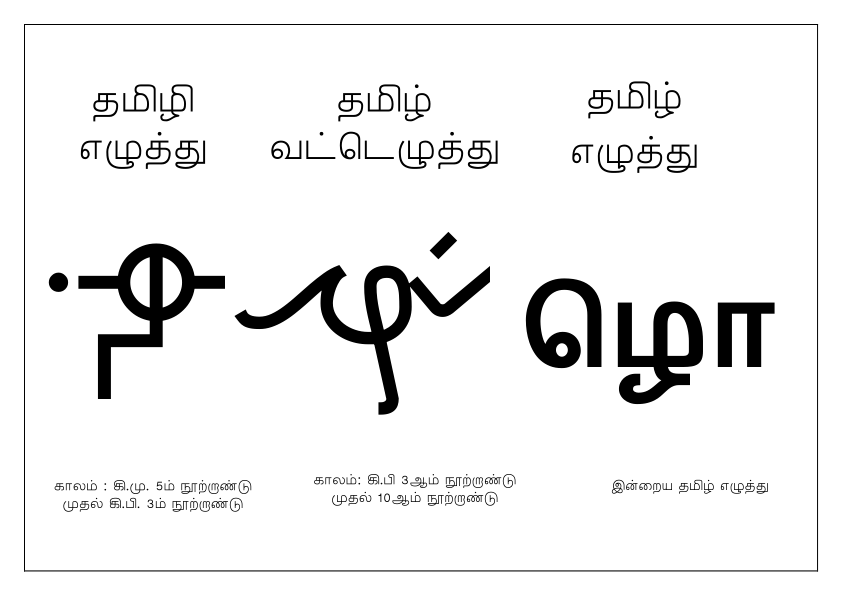 தமிழி
எழுத்து
தமிழ்
வட்டெழுத்து
தமிழ்
எழுத்து
ழொ
காலம் : கி.மு. 5ம் நூற்றாண்டு
முதல் கி.பி. 3ம் நூற்றாண்டு
காலம்: கி.பி 3ஆம் நூற்றாண்டு
முதல் 10ஆம் நூற்றாண்டு
இன்றைய தமிழ் எழுத்து